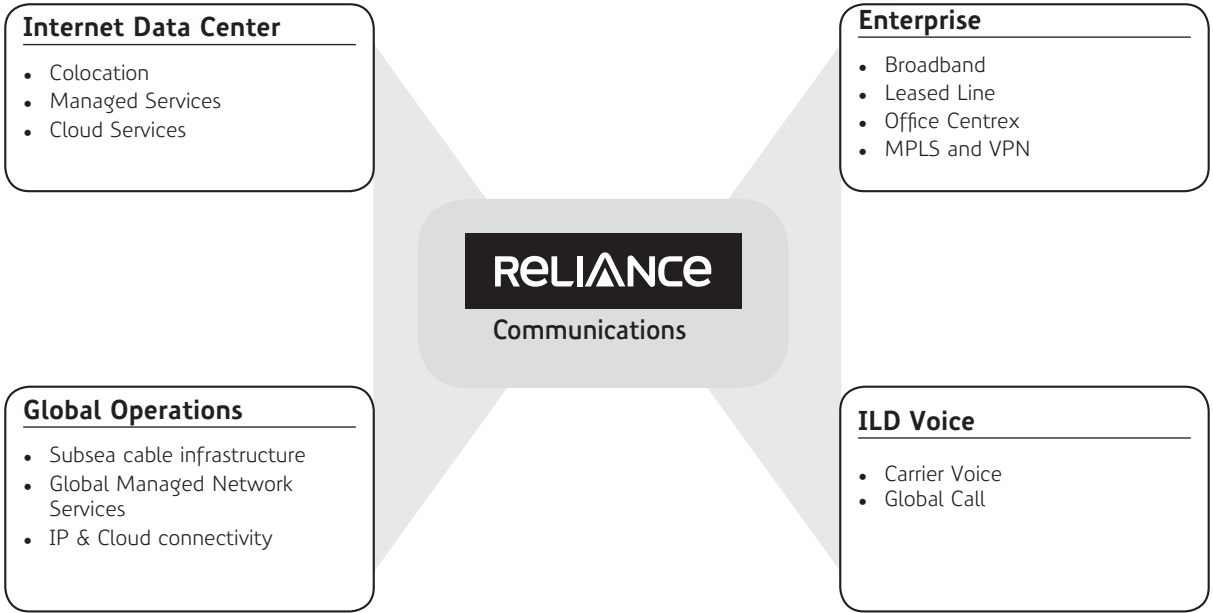 Internet Data Center
• Colocation
• Managed Services
• Cloud Services
Enterprise
• Broadband
• Leased Line
• Office Centrex
• MPLS and VPN
RELIANCE
Communications
Global Operations
• Subsea cable infrastructure
• Global Managed Network
Services
• IP & Cloud connectivity
ILD Voice
• Carrier Voice
• Global Call